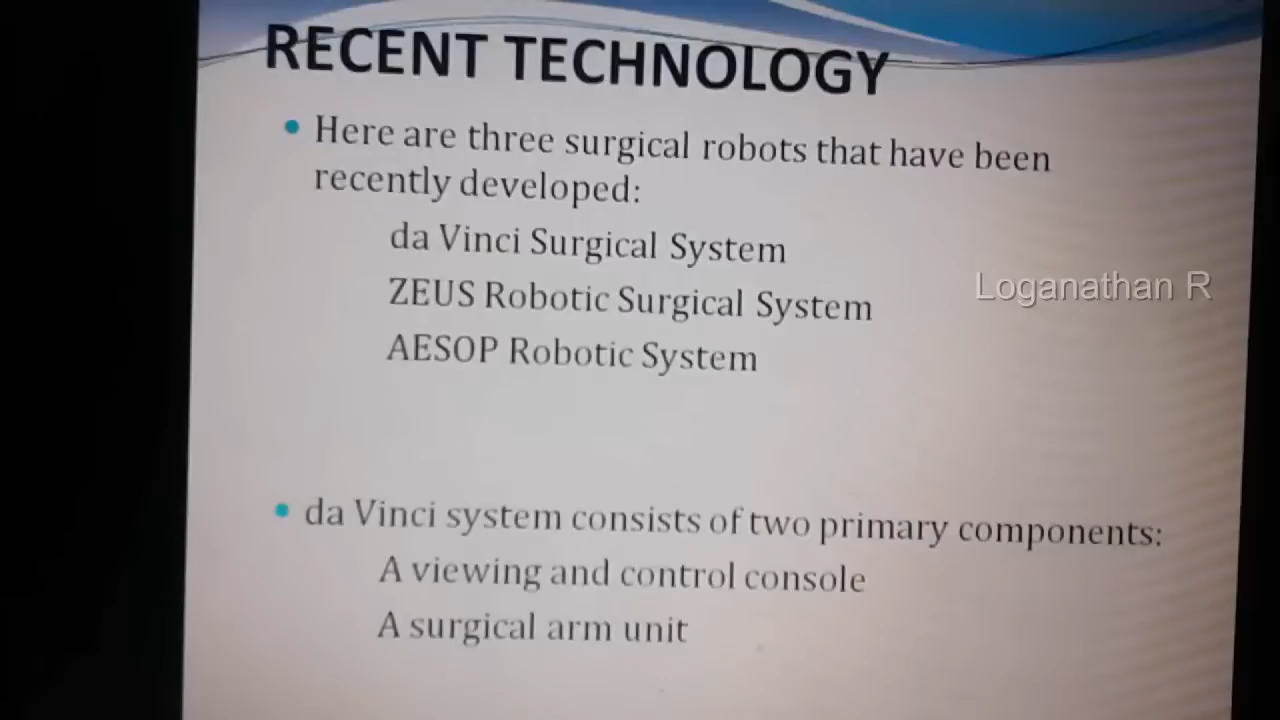 RECENT TECHNOLOGY
• Here are three surgical robots that have been
recently developed:
da Vinci Surgical System
ZEUS Robotic Surgical System
Loganathan R
AESOP Robotic System
• da Vinci system consists of two primary components:
A viewing and control console
A surgical arm unit